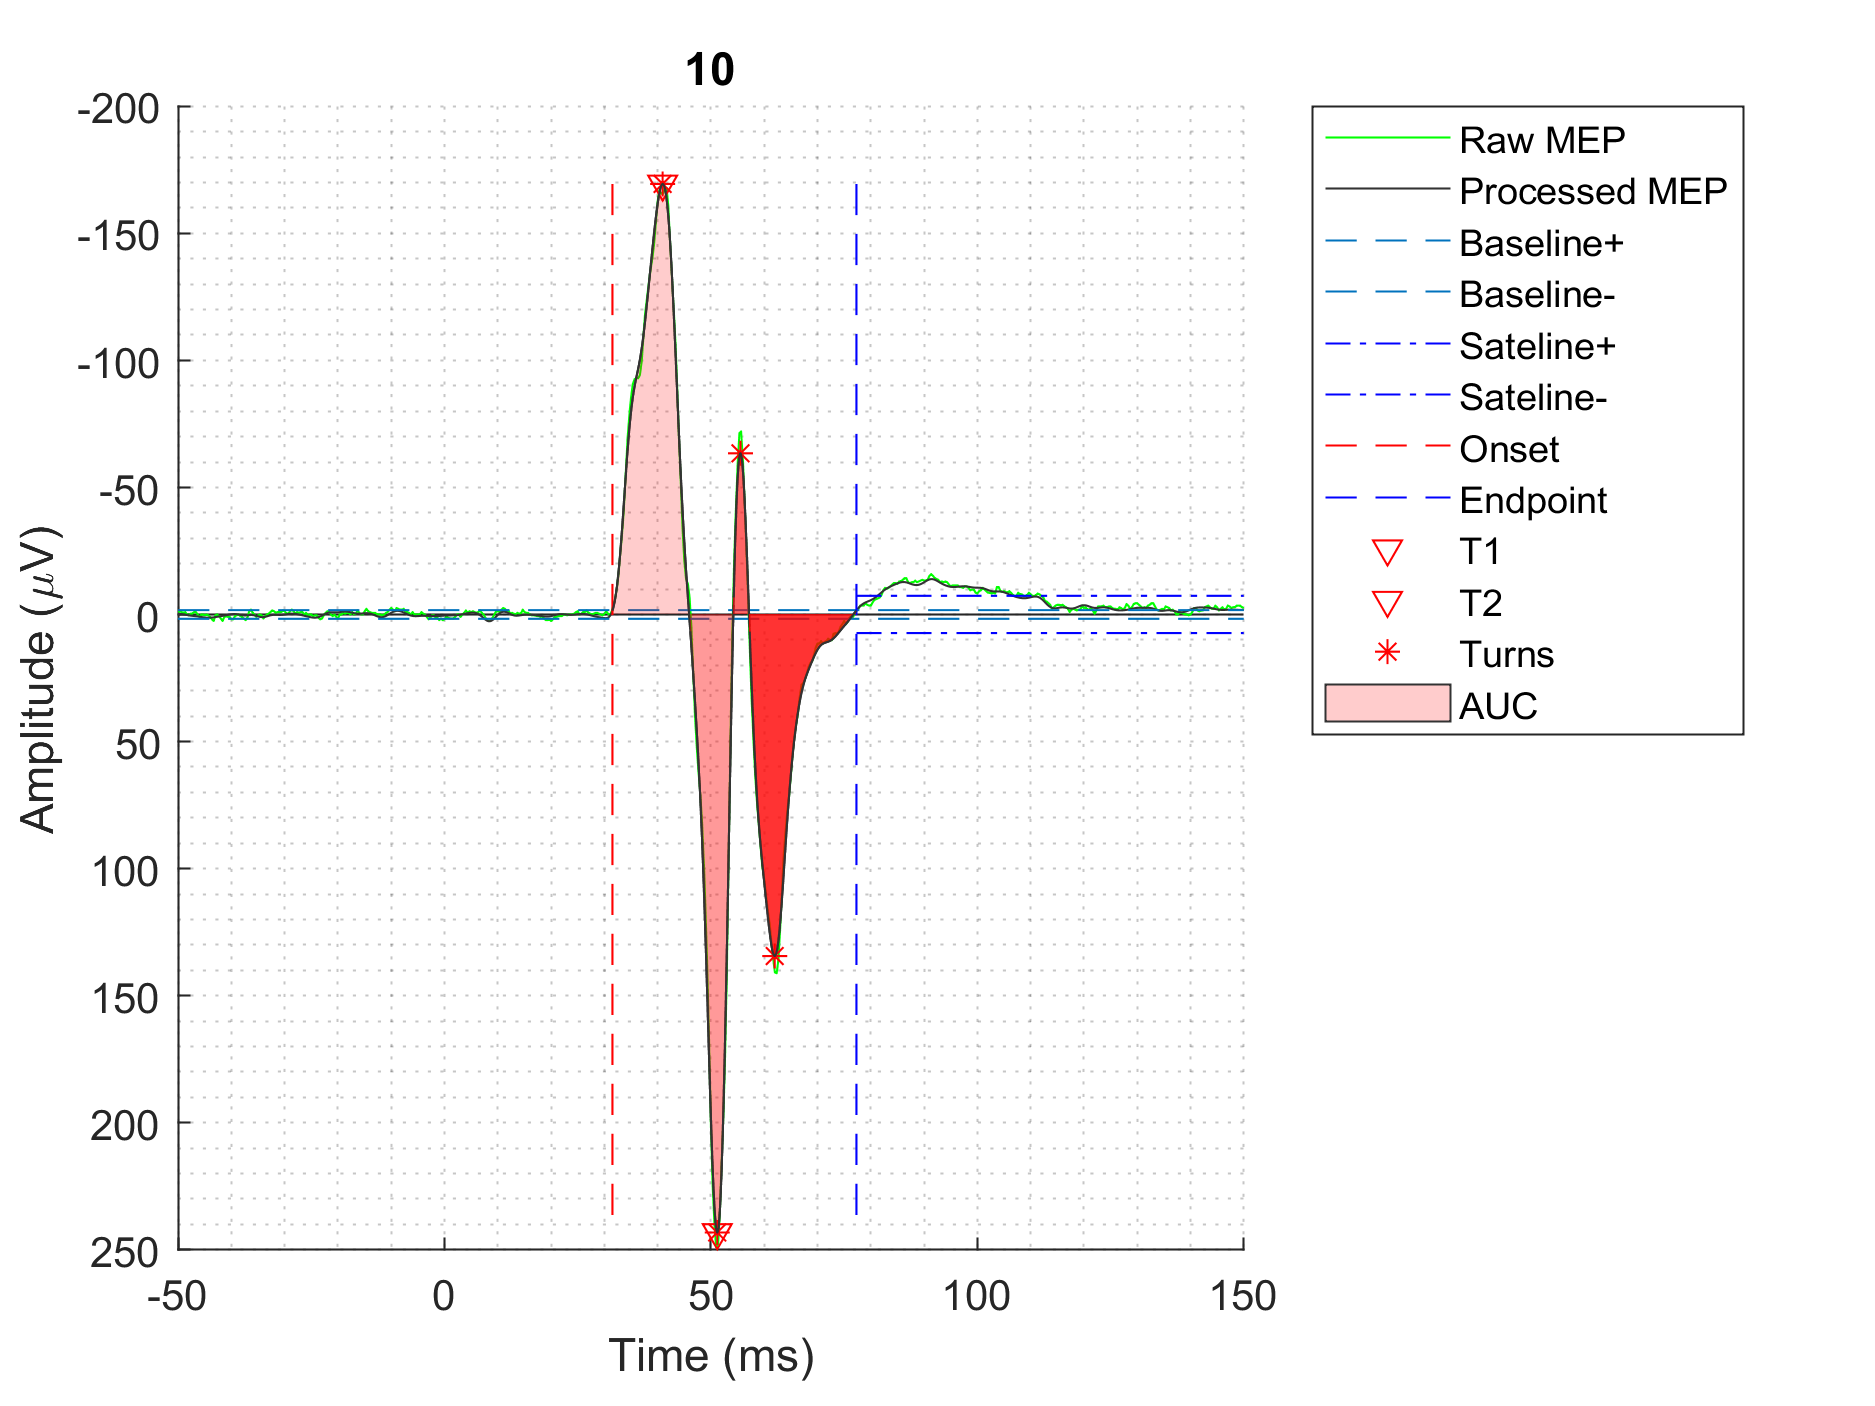 10
-200
-150
-100
-50
0
50
100
150
200
250
Amplitude (μV)
-50 0 50 100 150
Time (ms)
Raw MEP
Processed MEP
Baseline+
Baseline-
Sateline+
Sateline-
Onset
Endpoint
T1
T2
Turns
AUC